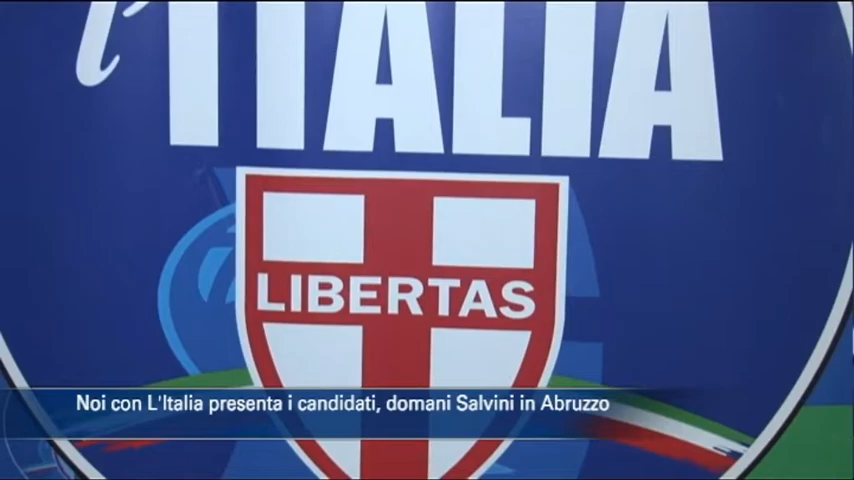 l'ITALIA
LIBERTAS
Noi con L'Italia presenta i candidati, domani Salvini in Abruzzo